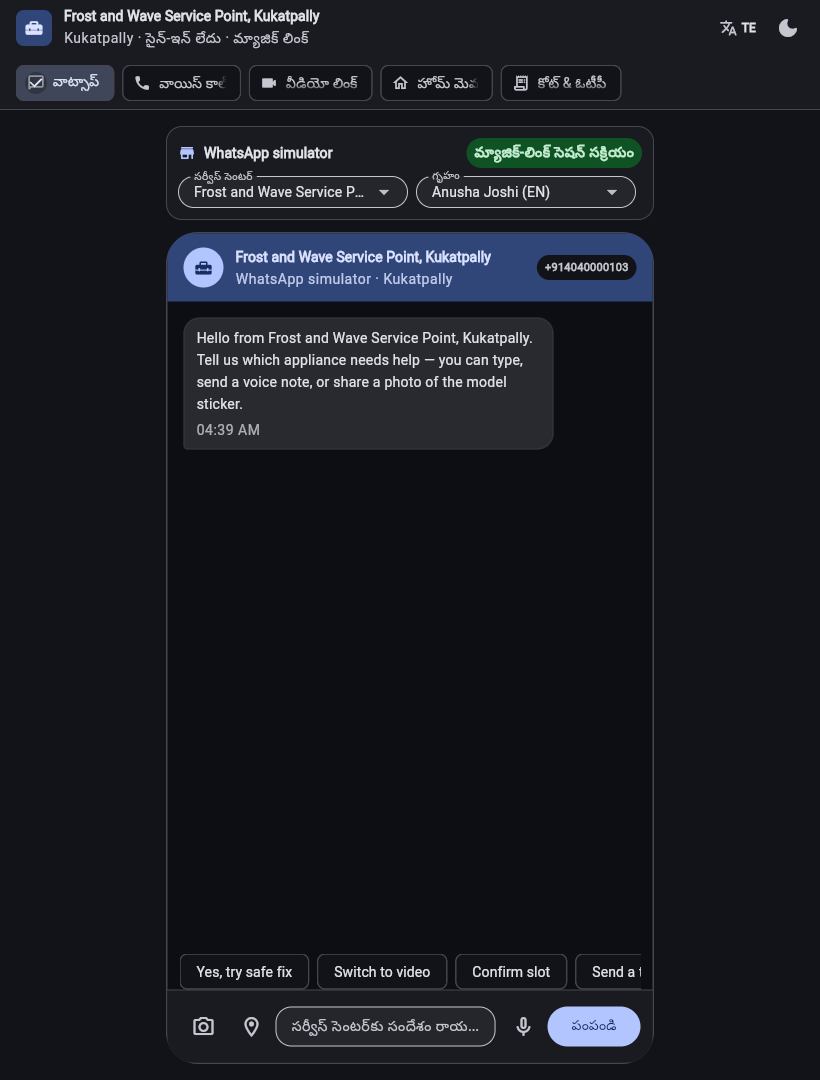 Frost and Wave Service Point, Kukatpally
Kukatpally · సైన్-ఇన్ లేదు · మ్యాజిక్ లింక్
TE
వాట్సాప్
వాయిస్ కాల్
వీడియో లింక్
హోమ్ మెమ
కోట్ & ఓటీపీ
WhatsApp simulator
మ్యాజిక్-లింక్ సెషన్ సక్రియం
సర్వీస్ సెంటర్
Frost and Wave Service P...
గృహం
Anusha Joshi (EN)
Frost and Wave Service Point, Kukatpally
WhatsApp simulator · Kukatpally
+914040000103
Hello from Frost and Wave Service Point, Kukatpally.
Tell us which appliance needs help — you can type,
send a voice note, or share a photo of the model
sticker.
04:39 AM
Yes, try safe fix
Switch to video
Confirm slot
Send a
సర్వీస్ సెంటర్‌కు సందేశం రాయ...
పంపండి